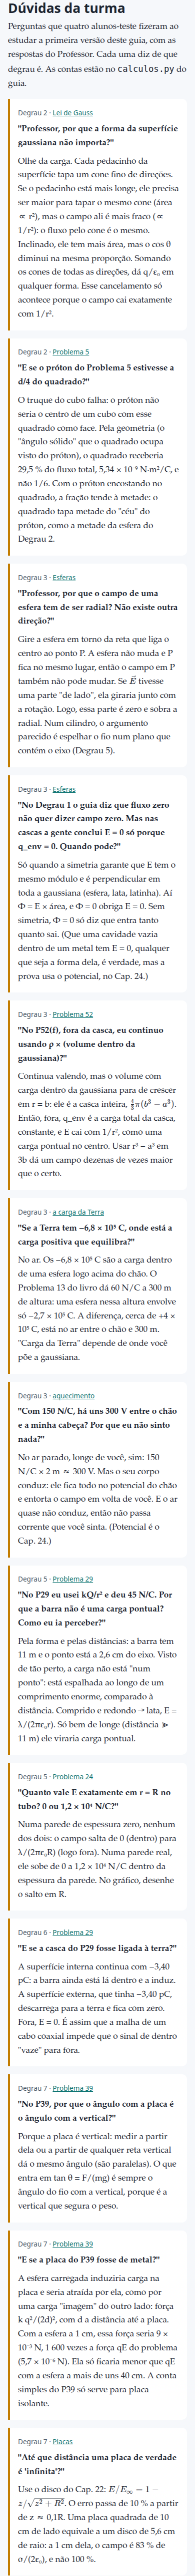 Dúvidas da turma
Perguntas que quatro alunos-teste fizeram ao
estudar a primeira versão deste guia, com as
respostas do Professor. Cada uma diz de que
degrau é. As contas estão no calculos.py do
guia.
Degrau 2 · Lei de Gauss
"Professor, por que a forma da superfície
gaussiana não importa?"
Olhe da carga. Cada pedacinho da
superfície tapa um cone fino de direções.
Se o pedacinho está mais longe, ele precisa
ser maior para tapar o mesmo cone (área
∝ r²), mas o campo ali é mais fraco (∝
1/r²): o fluxo pelo cone é o mesmo.
Inclinado, ele tem mais área, mas o cos θ
diminui na mesma proporção. Somando
os cones de todas as direções, dá q/εₒ em
qualquer forma. Esse cancelamento só
acontece porque o campo cai exatamente
com 1/r².
Degrau 2 · Problema 5
"E se o próton do Problema 5 estivesse a
d/4 do quadrado?"
O truque do cubo falha: o próton não
seria o centro de um cubo com esse
quadrado como face. Pela geometria (o
"ângulo sólido" que o quadrado ocupa
visto do próton), o quadrado receberia
29,5 % do fluxo total, 5,34 × 10⁻⁹ N·m²/C, e
não 1/6. Com o próton encostando no
quadrado, a fração tende à metade: o
quadrado tapa metade do "céu" do
próton, como a metade da esfera do
Degrau 2.
Degrau 3 · Esferas
"Professor, por que o campo de uma
esfera tem de ser radial? Não existe outra
direção?"
Gire a esfera em torno da reta que liga o
centro ao ponto P. A esfera não muda e P
fica no mesmo lugar, então o campo em P
também não pode mudar. Se E⃗ tivesse
uma parte "de lado", ela giraria junto com
a rotação. Logo, essa parte é zero e sobra a
radial. Num cilindro, o argumento
parecido é espelhar o fio num plano que
contém o eixo (Degrau 5).
Degrau 3 · Esferas
"No Degrau 1 o guia diz que fluxo zero
não quer dizer campo zero. Mas nas
cascas a gente conclui E = 0 só porque
q_env = 0. Quando pode?"
Só quando a simetria garante que E tem o
mesmo módulo e é perpendicular em
toda a gaussiana (esfera, lata, latinha). Aí
Φ = E × área, e Φ = 0 obriga E = 0. Sem
simetria, Φ = 0 só diz que entra tanto
quanto sai. (Que uma cavidade vazia
dentro de um metal tem E = 0, qualquer
que seja a forma dela, é verdade, mas a
prova usa o potencial, no Cap. 24.)
Degrau 3 · Problema 52
"No P52(f), fora da casca, eu continuo
usando ρ × (volume dentro da
gaussiana)?"
Continua valendo, mas o volume com
carga dentro da gaussiana para de crescer
em r = b: ele é a casca inteira, 4/3 π(b³ − a³).
Então, fora, q_env é a carga total da casca,
constante, e E cai com 1/r², como uma
carga pontual no centro. Usar r³ − a³ em
3b dá um campo dezenas de vezes maior
que o certo.
Degrau 3 · a carga da Terra
"Se a Terra tem −6,8 × 10⁵ C, onde está a
carga positiva que equilibra?"
No ar. Os −6,8 × 10⁵ C são a carga dentro
de uma esfera logo acima do chão. O
Problema 13 do livro dá 60 N/C a 300 m
de altura: uma esfera nessa altura envolve
só −2,7 × 10⁵ C. A diferença, cerca de +4 ×
10⁵ C, está no ar entre o chão e 300 m.
"Carga da Terra" depende de onde você
põe a gaussiana.
Degrau 3 · aquecimento
"Com 150 N/C, há uns 300 V entre o chão
e a minha cabeça? Por que eu não sinto
nada?"
No ar parado, longe de você, sim: 150
N/C × 2 m ≈ 300 V. Mas o seu corpo
conduz: ele fica todo no potencial do chão
e entorta o campo em volta de você. E o ar
quase não conduz, então não passa
corrente que você sinta. (Potencial é o
Cap. 24.)
Degrau 5 · Problema 29
"No P29 eu usei kQ/r² e deu 45 N/C. Por
que a barra não é uma carga pontual?
Como eu ia perceber?"
Pela forma e pelas distâncias: a barra tem
11 m e o ponto está a 2,6 cm do eixo. Visto
de tão perto, a carga não está "num
ponto": está espalhada ao longo de um
comprimento enorme, comparado à
distância. Comprido e redondo → lata, E =
λ/(2πεₒr). Só bem de longe (distância ≫
11 m) ele viraria carga pontual.
Degrau 5 · Problema 24
"Quanto vale E exatamente em r = R no
tubo? 0 ou 1,2 × 10⁴ N/C?"
Numa parede de espessura zero, nenhum
dos dois: o campo salta de 0 (dentro) para
λ/(2πεₒR) (logo fora). Numa parede real,
ele sobe de 0 a 1,2 × 10⁴ N/C dentro da
espessura da parede. No gráfico, desenhe
o salto em R.
Degrau 6 · Problema 29
"E se a casca do P29 fosse ligada à terra?"
A superfície interna continua com −3,40
pC: a barra ainda está lá dentro e a induz.
A superfície externa, que tinha −3,40 pC,
descarrega para a terra e fica com zero.
Fora, E = 0. É assim que a malha de um
cabo coaxial impede que o sinal de dentro
"vaze" para fora.
Degrau 7 · Problema 39
"No P39, por que o ângulo com a placa é
o ângulo com a vertical?"
Porque a placa é vertical: medir a partir
dela ou a partir de qualquer reta vertical
dá o mesmo ângulo (são paralelas). O que
entra em tan θ = F/(mg) é sempre o
ângulo do fio com a vertical, porque é a
vertical que segura o peso.
Degrau 7 · Problema 39
"E se a placa do P39 fosse de metal?"
A esfera carregada induziria carga na
placa e seria atraída por ela, como por
uma carga "imagem" do outro lado: força
k q²/(2d)², com d a distância até a placa.
Com a esfera a 1 cm, essa força seria 9 ×
10⁻³ N, 1 600 vezes a força qE do problema
(5,7 × 10⁻⁶ N). Ela só ficaria menor que qE
com a esfera a mais de uns 40 cm. A conta
simples do P39 só serve para placa
isolante.
Degrau 7 · Placas
"Até que distância uma placa de verdade
é 'infinita'?"
Use o disco do Cap. 22: E/E∞ = 1 −
z/√(z² + R²). O erro passa de 10 % a partir
de z ≈ 0,1R. Uma placa quadrada de 10
cm de lado equivale a um disco de 5,6 cm
de raio: a 1 cm dela, o campo é 83 % de
σ/(2εₒ), e não 100 %.